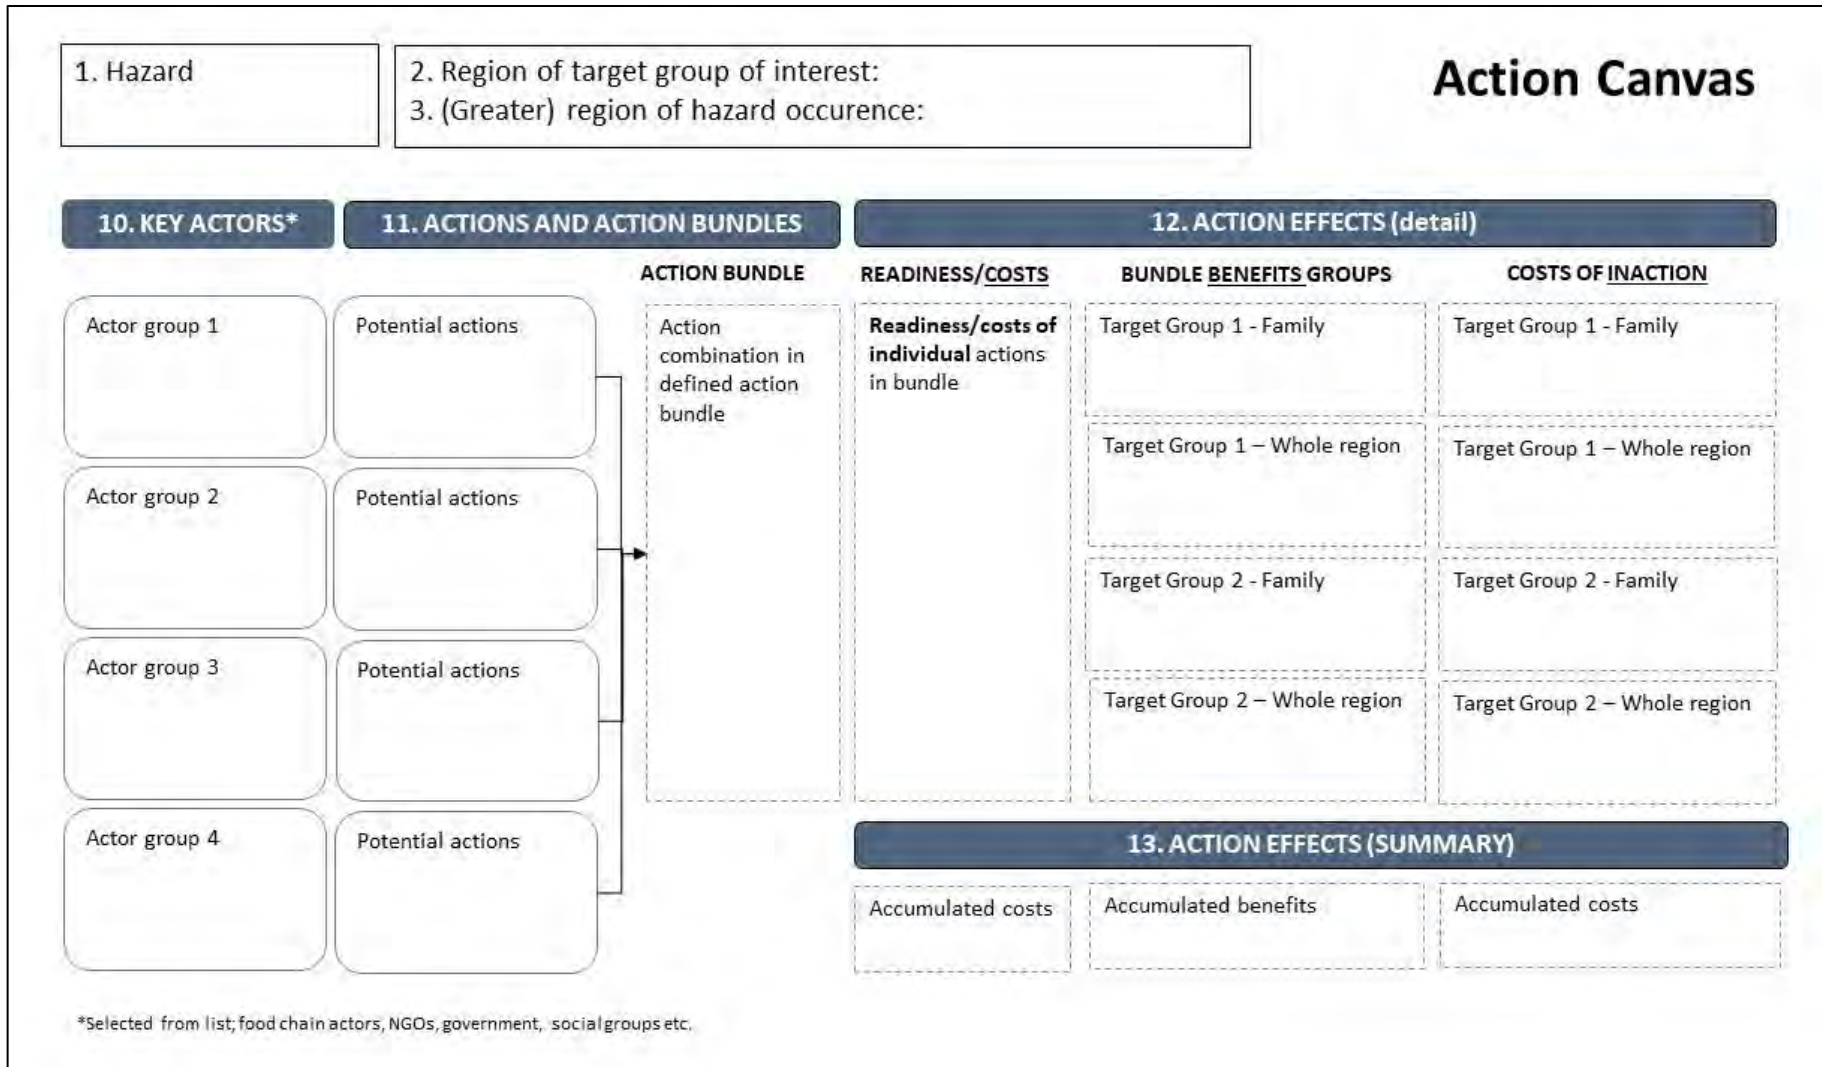 1. Hazard
2. Region of target group of interest:
3. (Greater) region of hazard occurence:
Action Canvas
10. KEY ACTORS*
11. ACTIONS AND ACTION BUNDLES
12. ACTION EFFECTS (detail)
ACTION BUNDLE
READINESS/COSTS
BUNDLE BENEFITS GROUPS
COSTS OF INACTION
Actor group 1
Potential actions
Action
combination in
defined action
bundle
Readiness/costs of
individual actions
in bundle
Target Group 1 - Family
Target Group 1 - Family
Target Group 1 – Whole region
Target Group 1 – Whole region
Actor group 2
Potential actions
Target Group 2 - Family
Target Group 2 - Family
Actor group 3
Potential actions
Target Group 2 – Whole region
Target Group 2 – Whole region
Actor group 4
Potential actions
13. ACTION EFFECTS (SUMMARY)
Accumulated costs
Accumulated benefits
Accumulated costs
*Selected from list; food chain actors, NGOs, government, social groups etc.